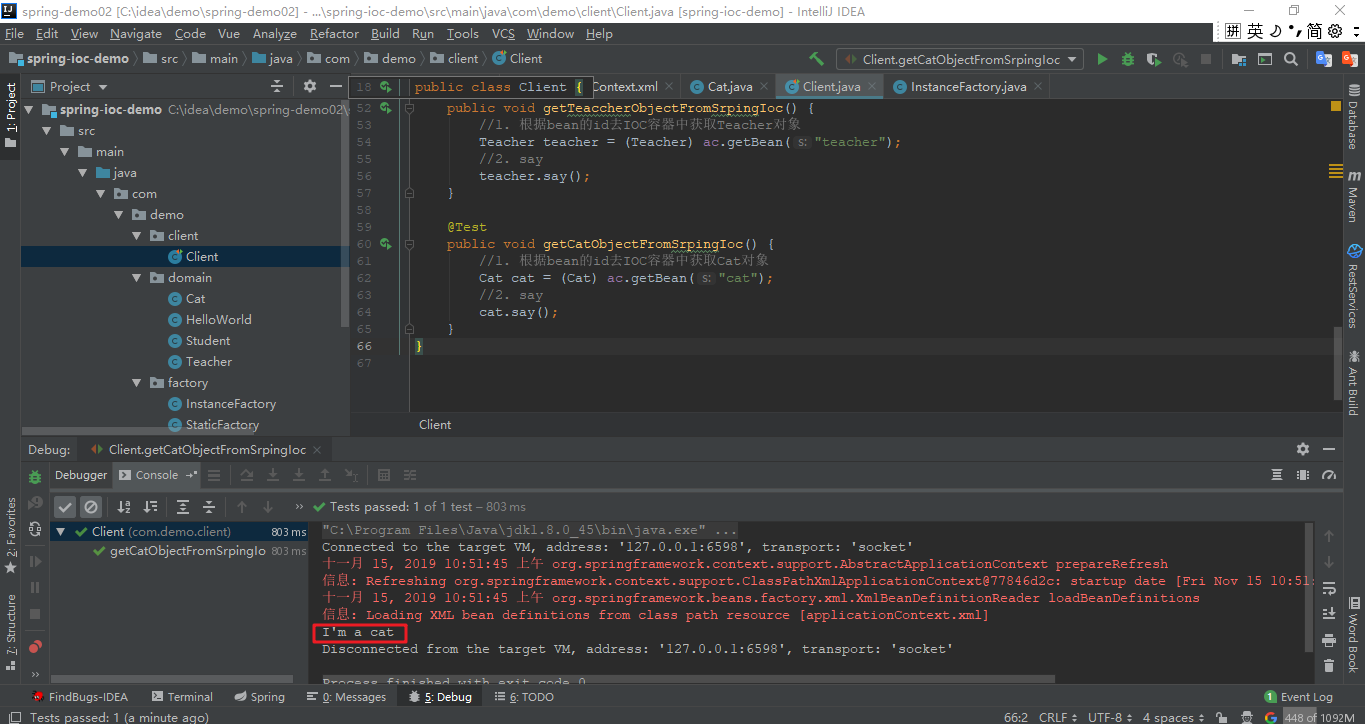 spring-demo02 [C:\idea\demo\spring-demo02] - ...\spring-ioc-demo\src\main\java\com\demo\client\Client.java [spring-ioc-demo] - IntelliJ IDEA
File Edit View Navigate Code Vue Analyze Refactor Build Run Tools VCS Window Help
拼 英 简
spring-ioc-demo src main java com demo client Client
Client.getCatObjectFromSrpingIoc
Project
Context.xml Cat.java Client.java InstanceFactory.java
18 public class Client {
spring-ioc-demo C:\idea\demo\spring-demo02\
src
main
java
com
demo
client
Client
domain
Cat
HelloWorld
Student
Teacher
factory
InstanceFactory
StaticFactory
52 public void getTeaccherObjectFromSrpingIoc() {
53 //1. 根据bean的id去IOC容器中获取Teacher对象
54 Teacher teacher = (Teacher) ac.getBean( s: "teacher");
55 //2. say
56 teacher.say();
57 }
58
59 @Test
60 public void getCatObjectFromSrpingIoc() {
61 //1. 根据bean的id去IOC容器中获取Cat对象
62 Cat cat = (Cat) ac.getBean( s: "cat");
63 //2. say
64 cat.say();
65 }
66 }
67
Client
1: Project
2: Favorites
7: Structure
Database
Maven
RestServices
Ant Build
Word Book
Debug: Client.getCatObjectFromSrpingIoc
Debugger Console
Tests passed: 1 of 1 test – 803 ms
Client (com.demo.client) 803 ms
getCatObjectFromSrpingIo 803 ms
"C:\Program Files\Java\jdk1.8.0_45\bin\java.exe" ...
Connected to the target VM, address: '127.0.0.1:6598', transport: 'socket'
十一月 15, 2019 10:51:45 上午 org.springframework.context.support.AbstractApplicationContext prepareRefresh
信息: Refreshing org.springframework.context.support.ClassPathXmlApplicationContext@77846d2c: startup date [Fri Nov 15 10:51:
十一月 15, 2019 10:51:45 上午 org.springframework.beans.factory.xml.XmlBeanDefinitionReader loadBeanDefinitions
信息: Loading XML bean definitions from class path resource [applicationContext.xml]
I'm a cat
Disconnected from the target VM, address: '127.0.0.1:6598', transport: 'socket'
Process finished with exit code 0
FindBugs-IDEA Terminal Spring 0: Messages 5: Debug 6: TODO 1 Event Log
Tests passed: 1 (a minute ago) 66:2 CRLF UTF-8 4 spaces 448 of 1092M